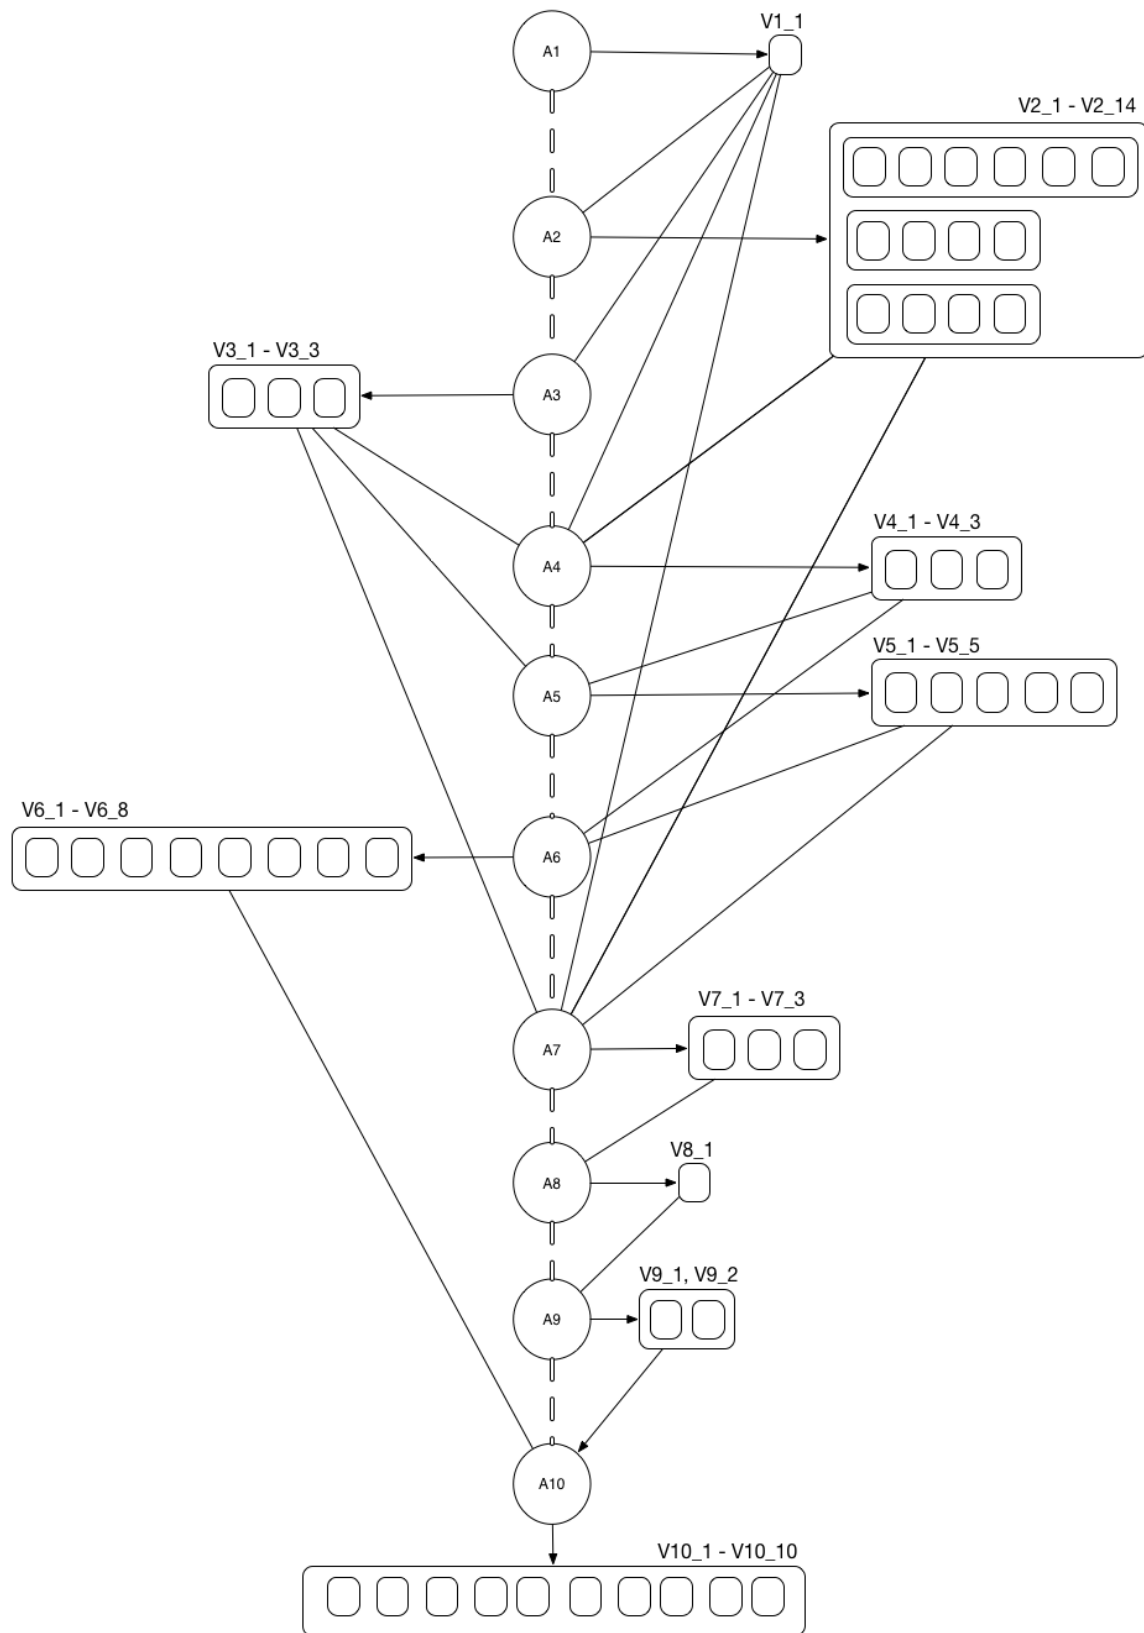 V1_1
A1
V2_1 - V2_14
A2
V3_1 - V3_3
A3
V4_1 - V4_3
A4
V5_1 - V5_5
A5
V6_1 - V6_8
A6
V7_1 - V7_3
A7
V8_1
A8
V9_1, V9_2
A9
A10
V10_1 - V10_10